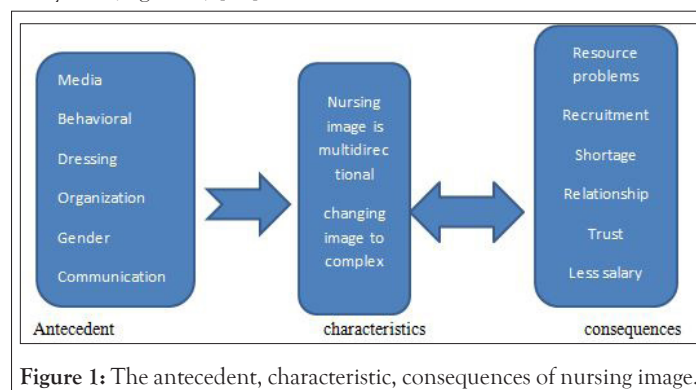 Media
Behavioral
Dressing
Organization
Gender
Communication
Antecedent
Nursing
image is
multidirec
tional
changing
image to
complex
characteristics
Resource
problems
Recruitment
Shortage
Relationship
Trust
Less salary
consequences
Figure 1: The antecedent, characteristic, consequences of nursing image.